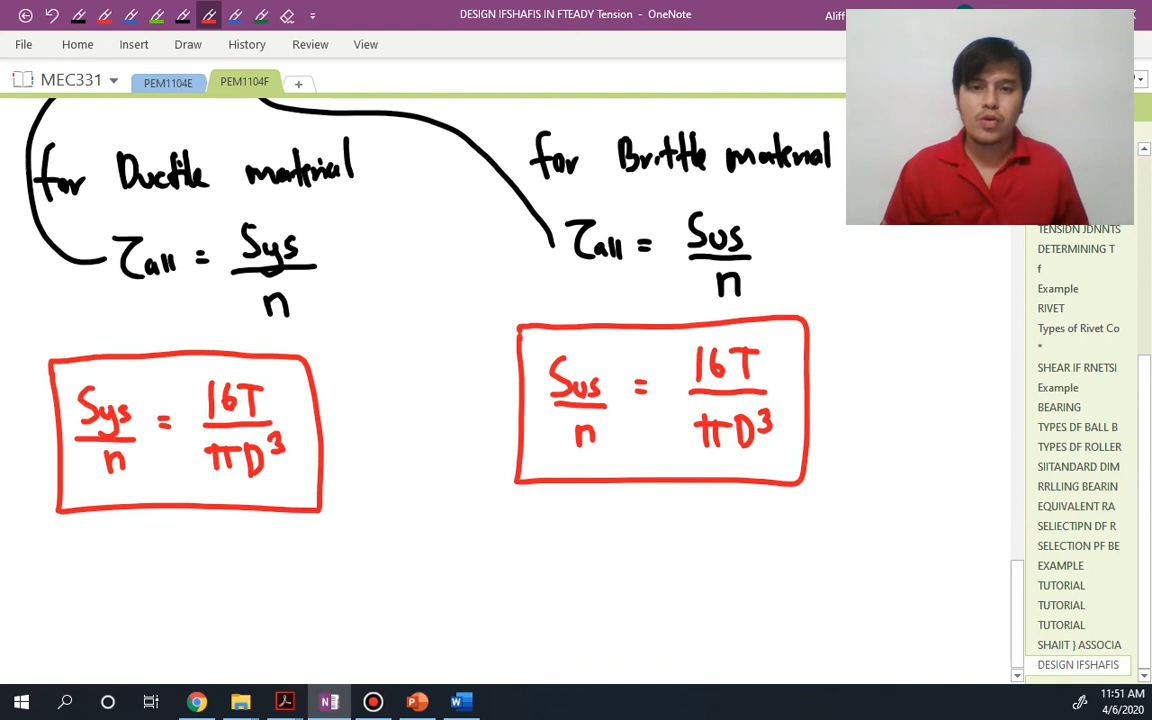 DESIGN IFSHAFIS IN FTEADY Tension - OneNote
Aliff
File Home Insert Draw History Review View
MEC331
PEM1104E PEM1104F +
for Ductile material
τall = Sys / n
Sys / n = 16T / πD³
for Brittle material
τall = Sus / n
Sus / n = 16T / πD³
TENSIDN JDNNTS
DETERMINING T
f
Example
RIVET
Types of Rivet Co
*
SHEAR IF RNETSI
Example
BEARING
TYPES DF BALL B
TYPES DF ROLLER
SIITANDARD DIM
RRLLING BEARIN
EQUIVALENT RA
SELIECTIPN DF R
SELECTION PF BE
EXAMPLE
TUTORIAL
TUTORIAL
TUTORIAL
SHAIIT } ASSOCIA
DESIGN IFSHAFIS
11:51 AM
4/6/2020